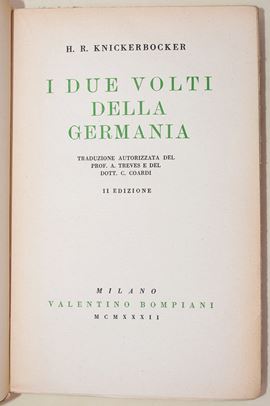 H. R. KNICKERBOCKER
I DUE VOLTI
DELLA
GERMANIA
TRADUZIONE AUTORIZZATA DEL
PROF. A. TREVES E DEL
DOTT. C. COARDI
II EDIZIONE
MILANO
VALENTINO BOMPIANI
MCMXXXII